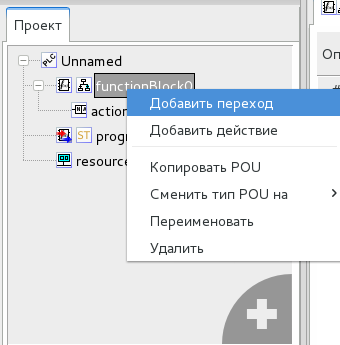 Проект
Оп
Unnamed
functionBlock0
Добавить переход
action
Добавить действие
ST
Копировать POU
resource
Сменить тип POU на
Переименовать
Удалить